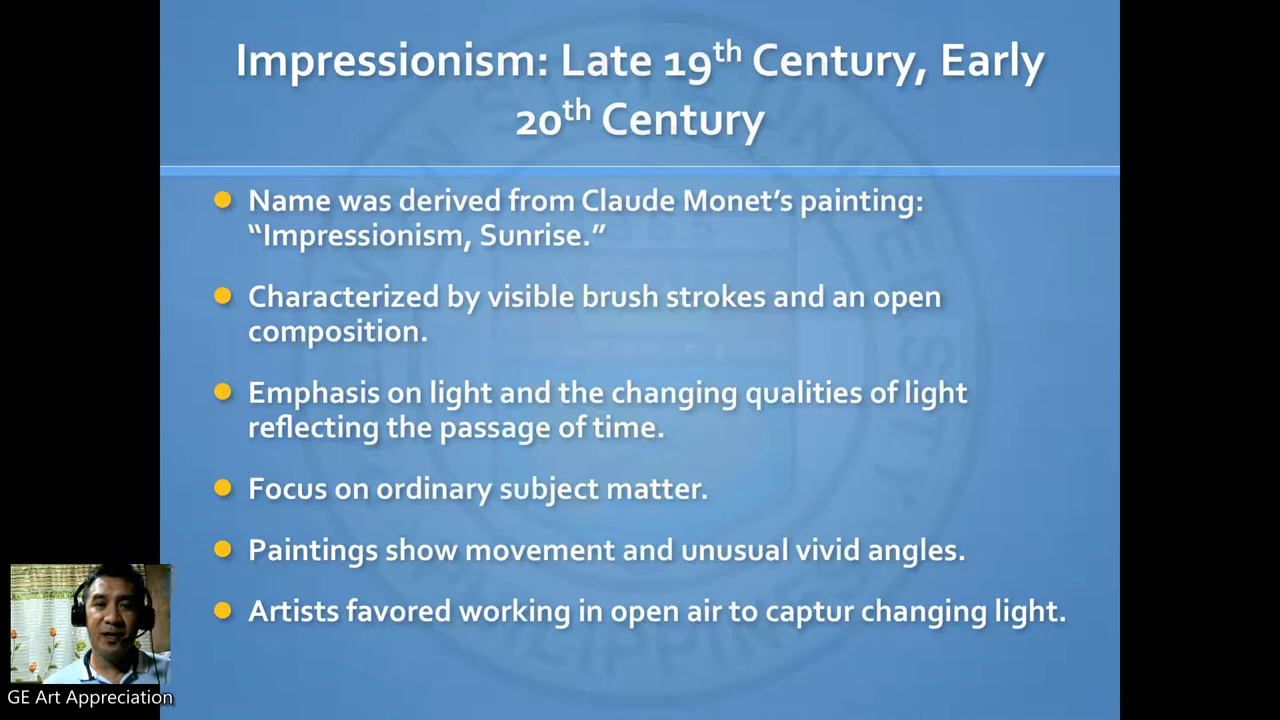 Impressionism: Late 19th Century, Early
20th Century
Name was derived from Claude Monet’s painting:
“Impressionism, Sunrise.”
Characterized by visible brush strokes and an open
composition.
Emphasis on light and the changing qualities of light
reflecting the passage of time.
Focus on ordinary subject matter.
Paintings show movement and unusual vivid angles.
Artists favored working in open air to captur changing light.
GE Art Appreciation